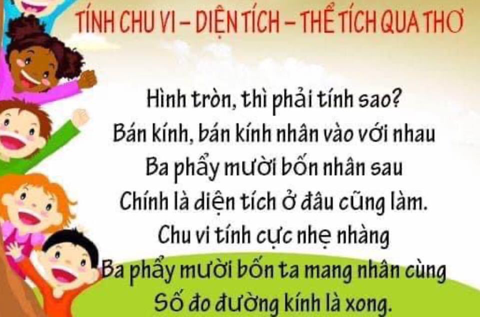 TÍNH CHU VI – DIỆN TÍCH – THỂ TÍCH QUA THƠ
Hình tròn, thì phải tính sao?
Bán kính, bán kính nhân vào với nhau
Ba phẩy mười bốn nhân sau
Chính là diện tích ở đâu cũng làm.
Chu vi tính cực nhẹ nhàng
Ba phẩy mười bốn ta mang nhân cùng
Số đo đường kính là xong.